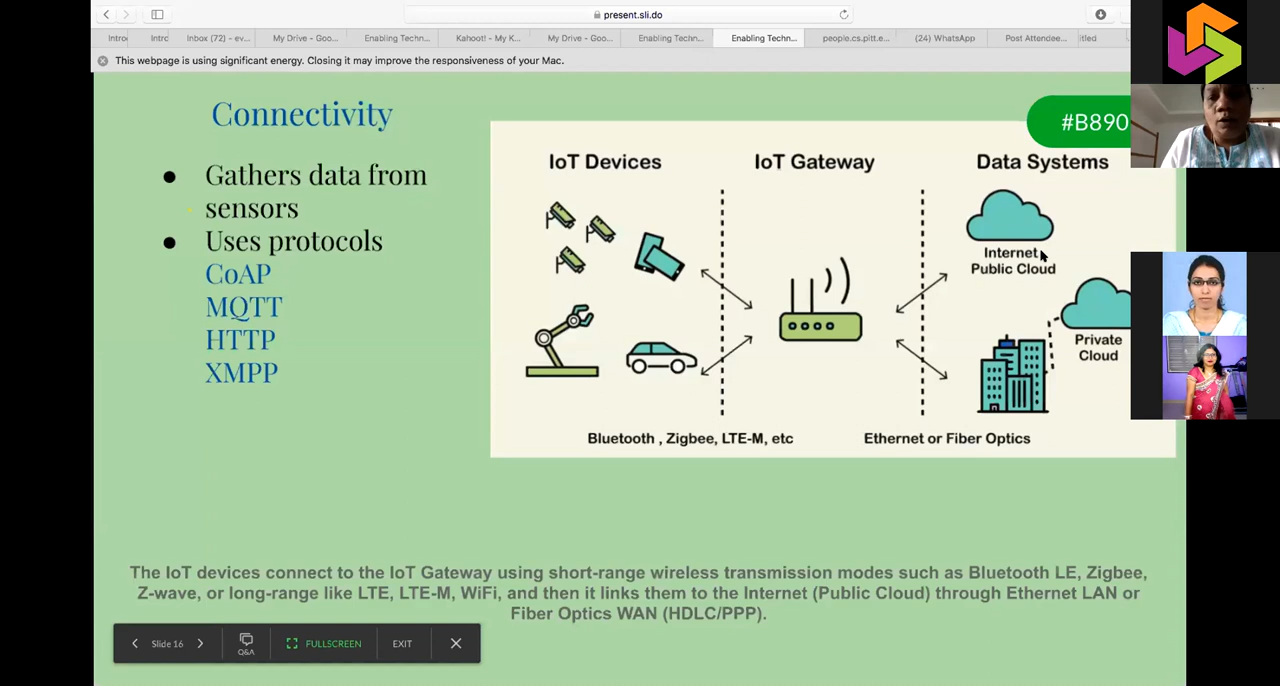 present.sli.do
Introd
Intro
Inbox (72) - ev...
My Drive - Goo...
Enabling Techn...
Kahoot! - My K...
My Drive - Goo...
Enabling Techn...
Enabling Techn...
people.cs.pitt.e...
(24) WhatsApp
Post Attendee...
itled
This webpage is using significant energy. Closing it may improve the responsiveness of your Mac.
Connectivity
#B890
● Gathers data from
sensors
● Uses protocols
CoAP
MQTT
HTTP
XMPP
IoT Devices
IoT Gateway
Data Systems
Internet
Public Cloud
Private
Cloud
Bluetooth , Zigbee, LTE-M, etc
Ethernet or Fiber Optics
The IoT devices connect to the IoT Gateway using short-range wireless transmission modes such as Bluetooth LE, Zigbee,
Z-wave, or long-range like LTE, LTE-M, WiFi, and then it links them to the Internet (Public Cloud) through Ethernet LAN or
Fiber Optics WAN (HDLC/PPP).
Slide 16
Q&A
FULLSCREEN
EXIT